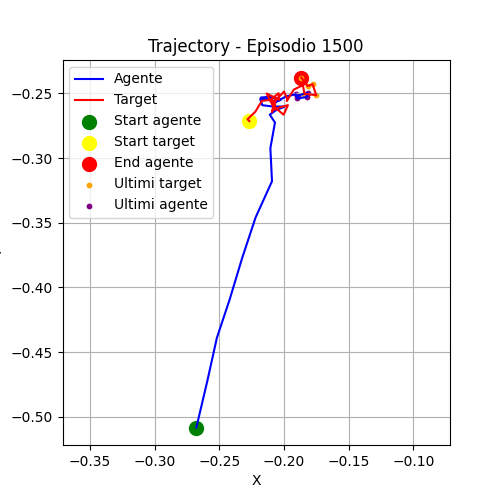 Trajectory - Episodio 1500
Agente
Target
Start agente
Start target
End agente
Ultimi target
Ultimi agente
−0.25
−0.30
−0.35
−0.40
−0.45
−0.50
−0.35 −0.30 −0.25 −0.20 −0.15 −0.10
X